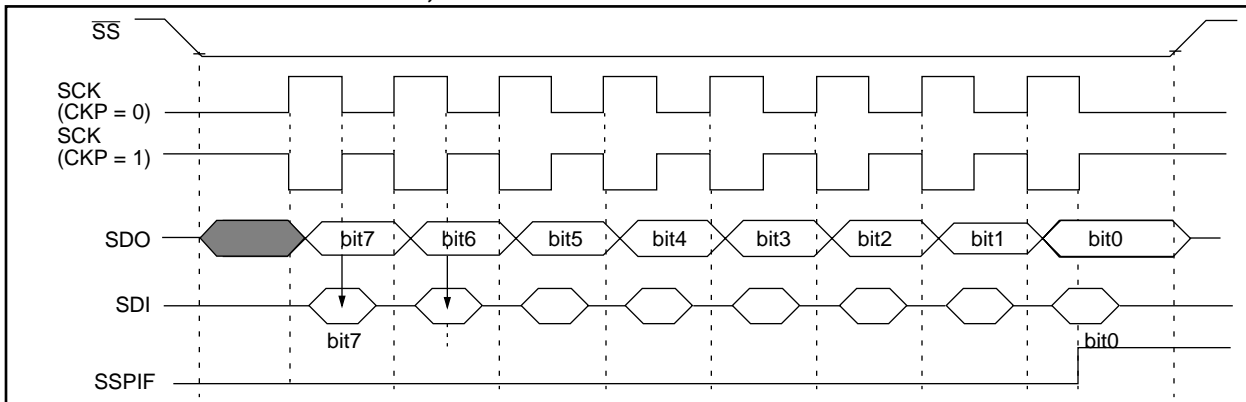 SS
SCK
(CKP = 0)
SCK
(CKP = 1)
SDO bit7 bit6 bit5 bit4 bit3 bit2 bit1 bit0
SDI
bit7 bit0
SSPIF